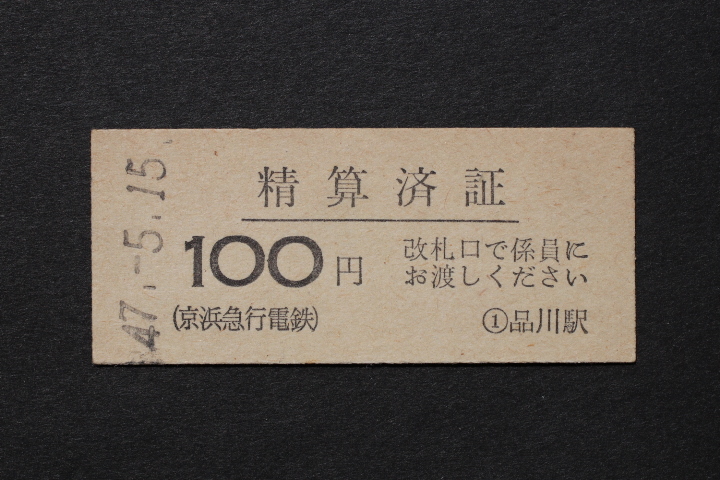 精算済証
100円
改札口で係員に
お渡しください
(京浜急行電鉄)
①品川駅
47.-5.15